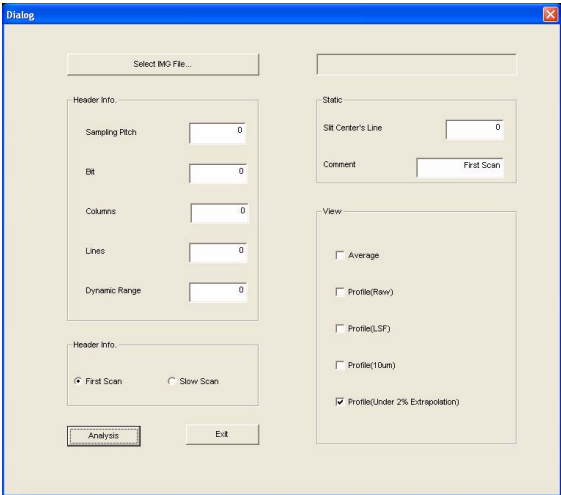 Dialog
Select IMG File...
Header Info.
Sampling Pitch 0
Bit 0
Columns 0
Lines 0
Dynamic Range 0
Header Info.
First Scan Slow Scan
Analysis Exit
Static
Slit Center's Line 0
Comment First Scan
View
Average
Profile(Raw)
Profile(LSF)
Profile(10um)
Profile(Under 2% Extrapolation)